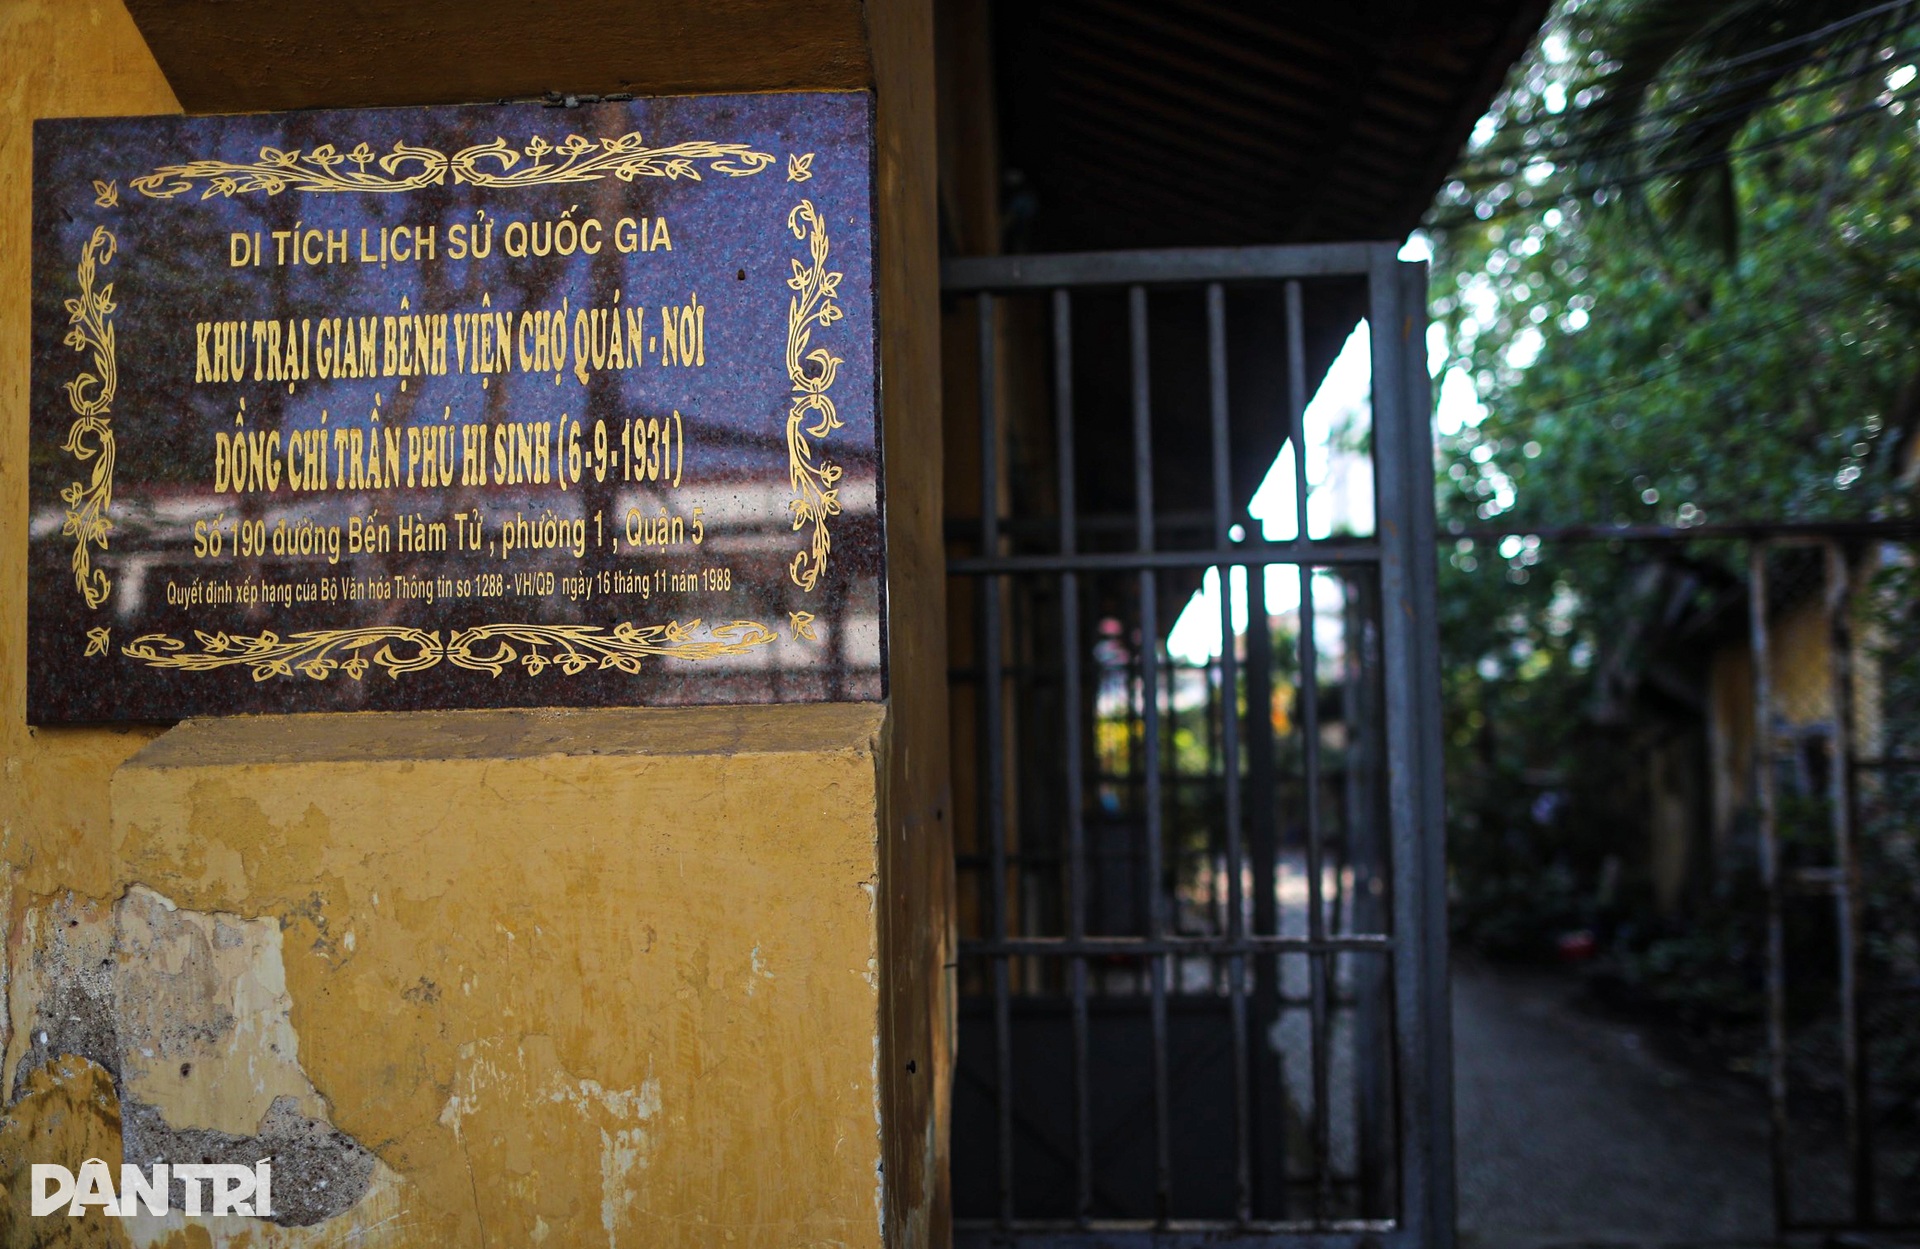 DI TÍCH LỊCH SỬ QUỐC GIA
KHU TRẠI GIAM BỆNH VIỆN CHỢ QUÁN - NƠI
ĐỒNG CHÍ TRẦN PHÚ HI SINH (6-9-1931)
Số 190 đường Bến Hàm Tử , phường 1 , Quận 5
Quyết định xếp hạng của Bộ Văn hóa Thông tin so 1288 - VH/QĐ ngày 16 tháng 11 năm 1988
DÂNTRÍ